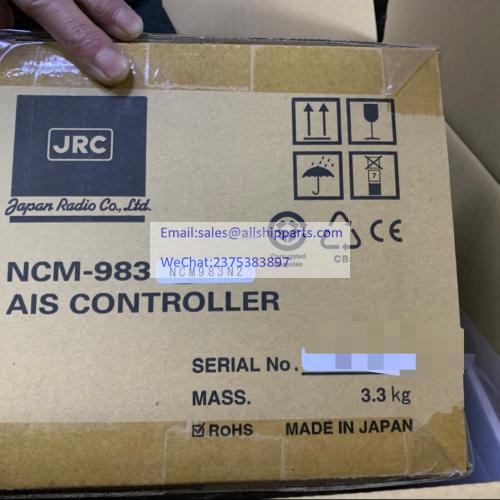 JRC
Japan Radio Co., Ltd.
7
Email:sales@allshipparts.com
WeChat:2375383897
CB
CE
NCM-983
NCM983N2
AIS CONTROLLER
SERIAL No.
MASS. 3.3 kg
RoHS MADE IN JAPAN